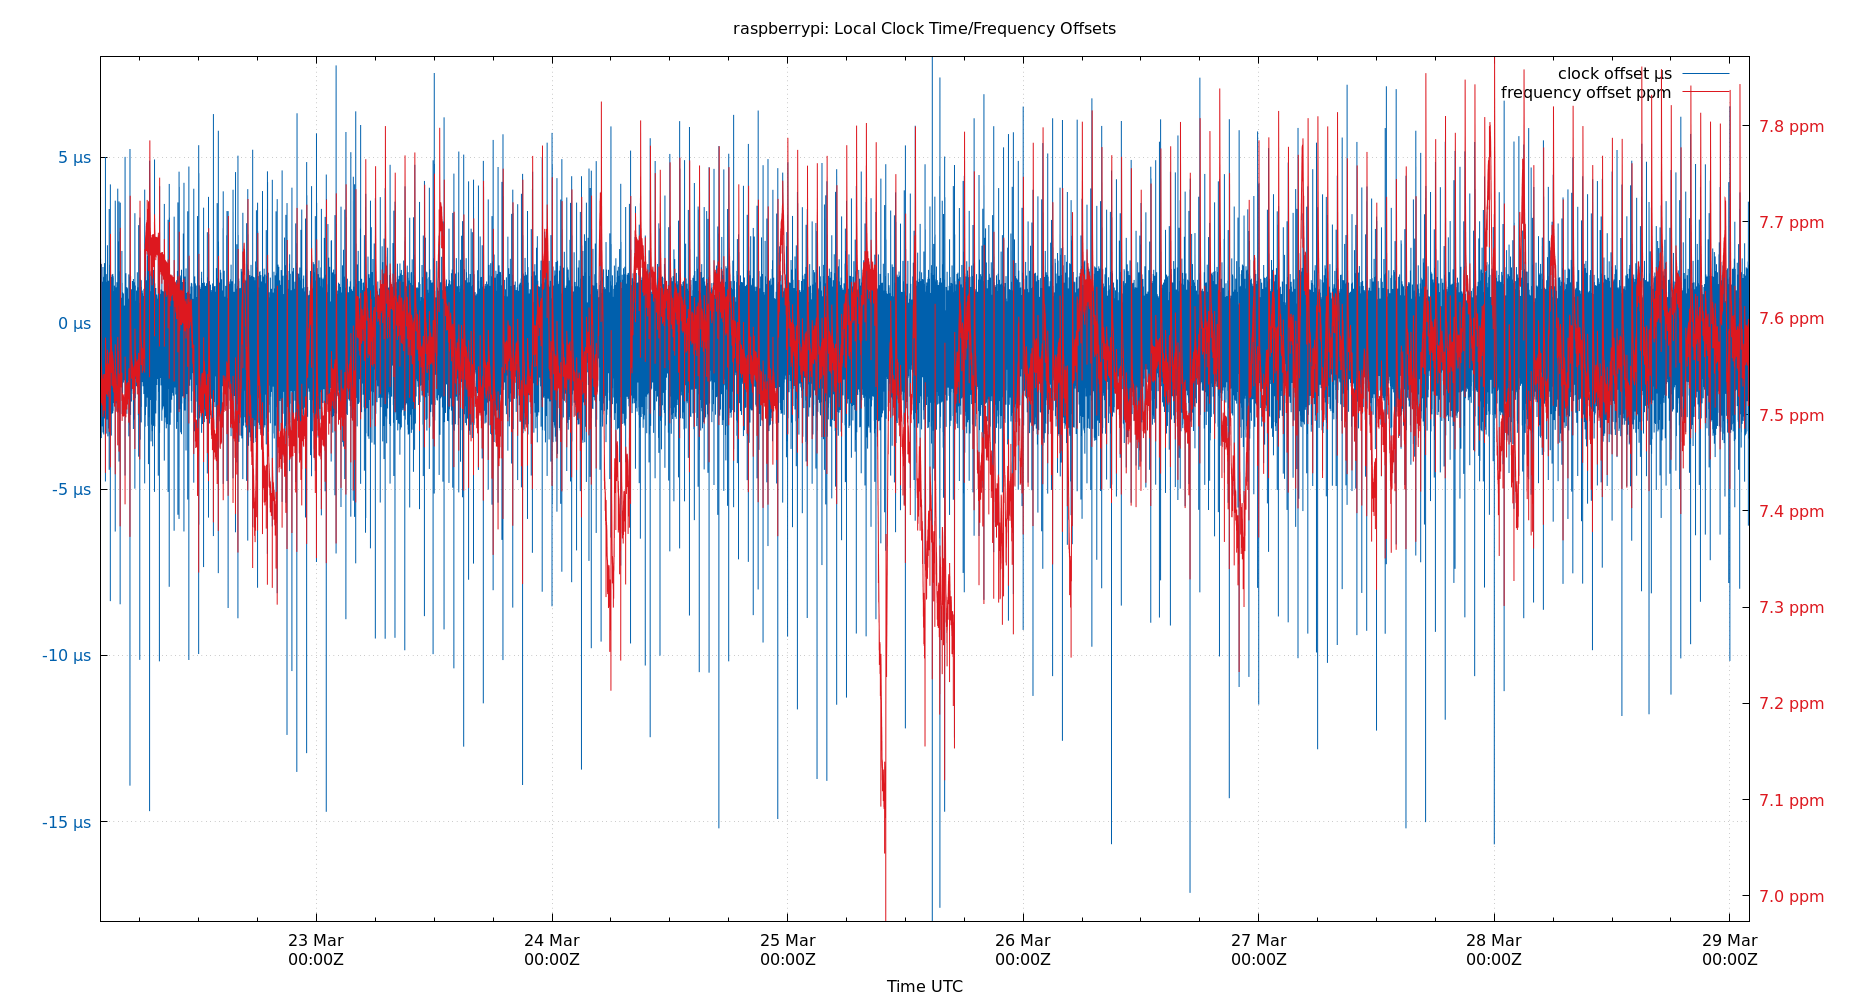 raspberrypi: Local Clock Time/Frequency Offsets
clock offset µs
frequency offset ppm
5 µs
0 µs
-5 µs
-10 µs
-15 µs
7.8 ppm
7.7 ppm
7.6 ppm
7.5 ppm
7.4 ppm
7.3 ppm
7.2 ppm
7.1 ppm
7.0 ppm
23 Mar 24 Mar 25 Mar 26 Mar 27 Mar 28 Mar 29 Mar
00:00Z 00:00Z 00:00Z 00:00Z 00:00Z 00:00Z 00:00Z
Time UTC